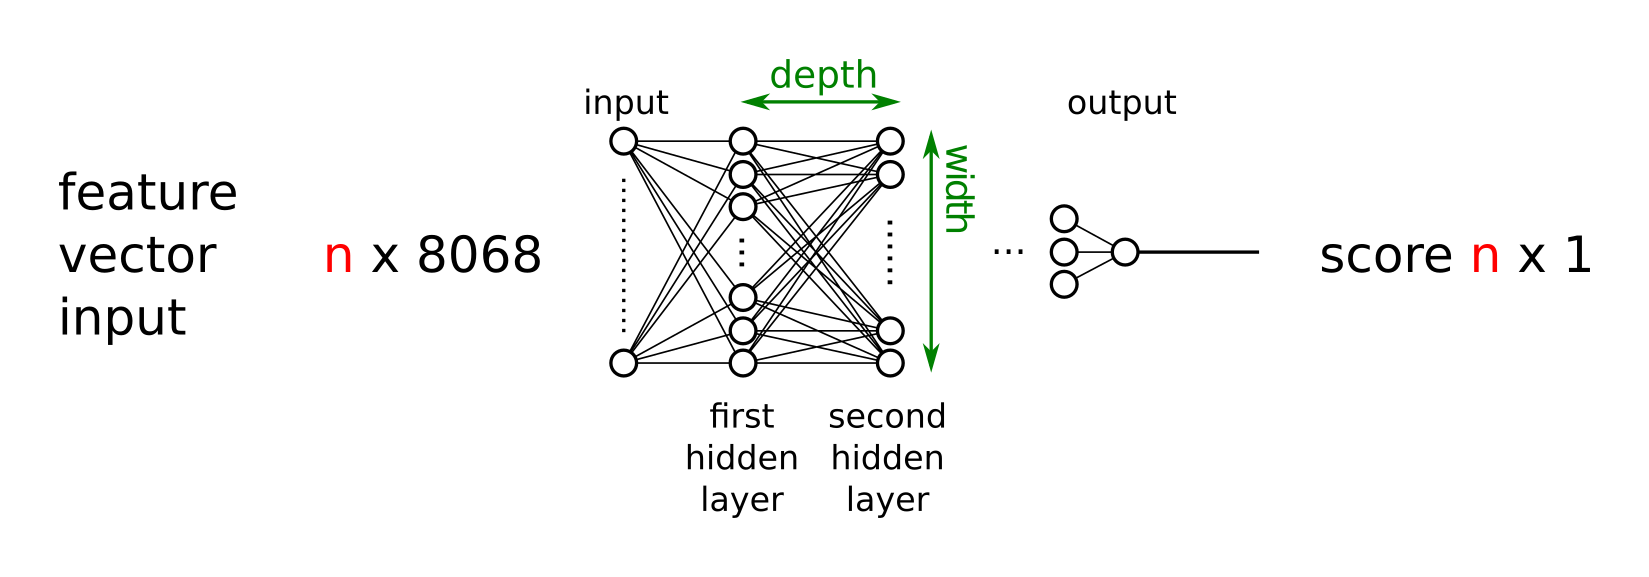 feature
vector
input
n x 8068
input
depth
width
first
hidden
layer
second
hidden
layer
...
output
score n x 1